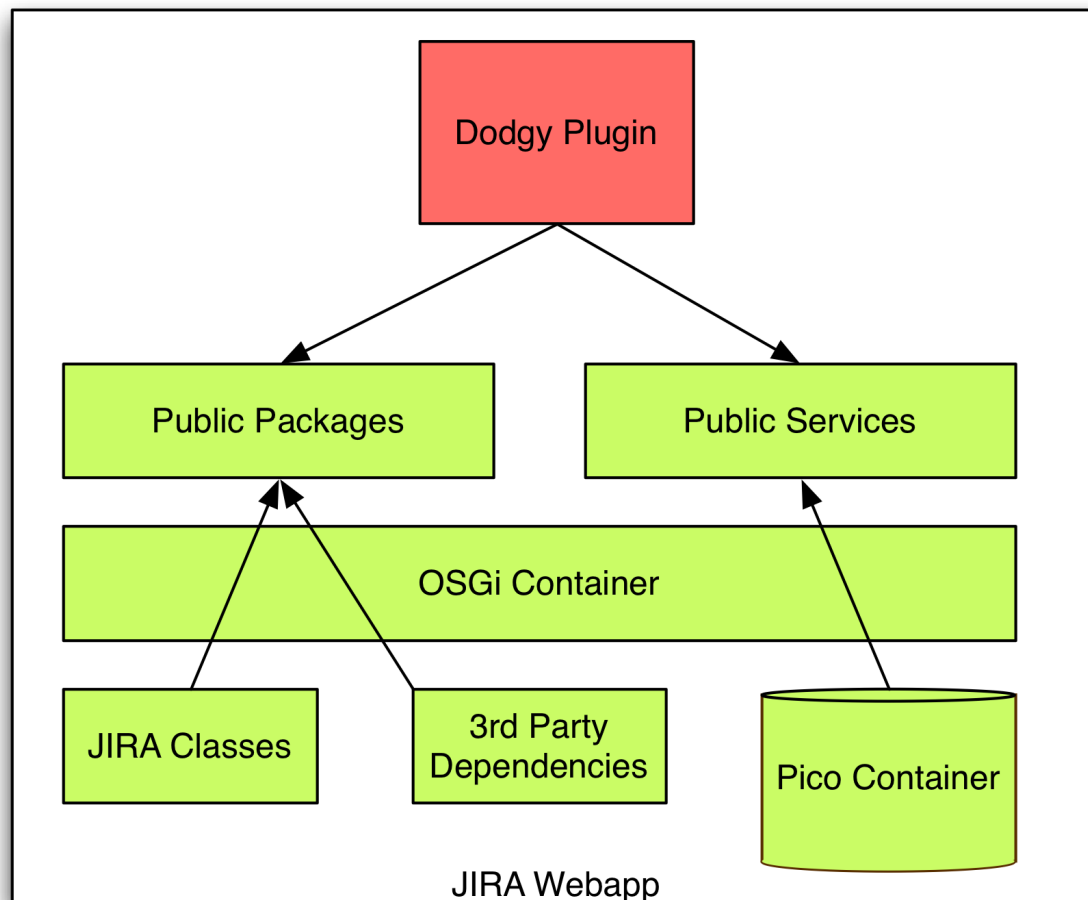 Dodgy Plugin
Public Packages
Public Services
OSGi Container
JIRA Classes
3rd Party
Dependencies
Pico Container
JIRA Webapp